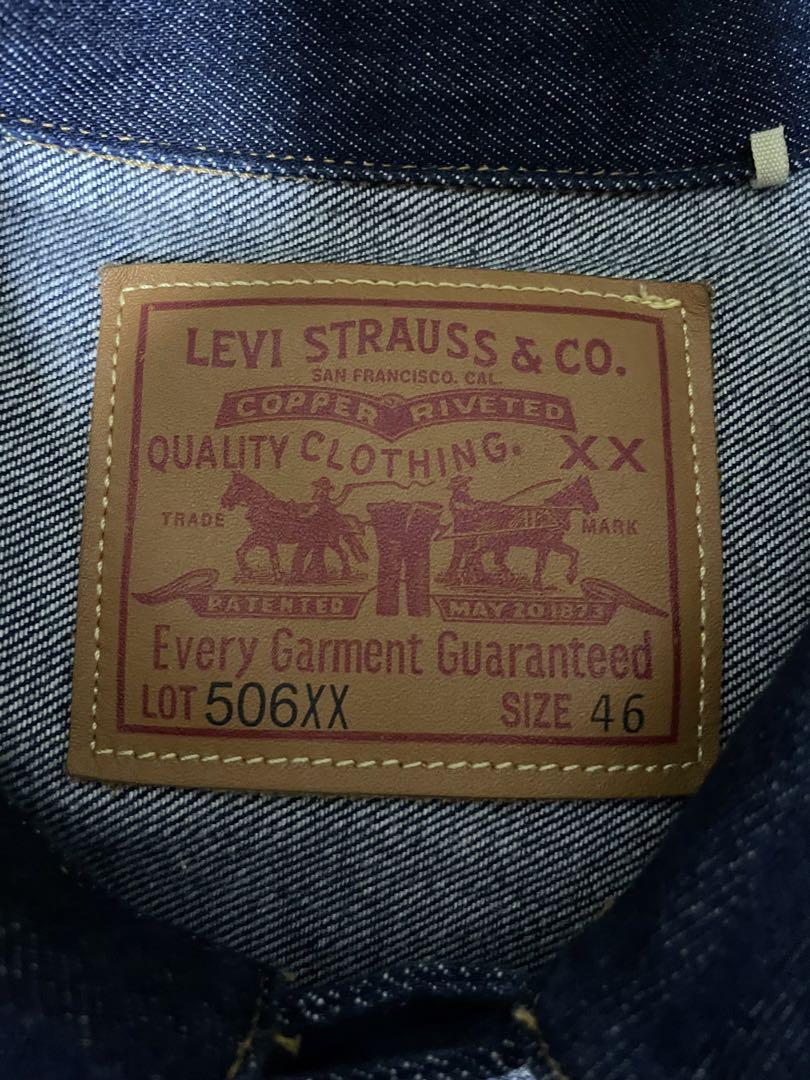 LEVI STRAUSS & CO.
SAN FRANCISCO. CAL.
COPPER RIVETED
QUALITY CLOTHING. XX
TRADE MARK
PATENTED MAY 20 1873
Every Garment Guaranteed
LOT 506XX SIZE 46